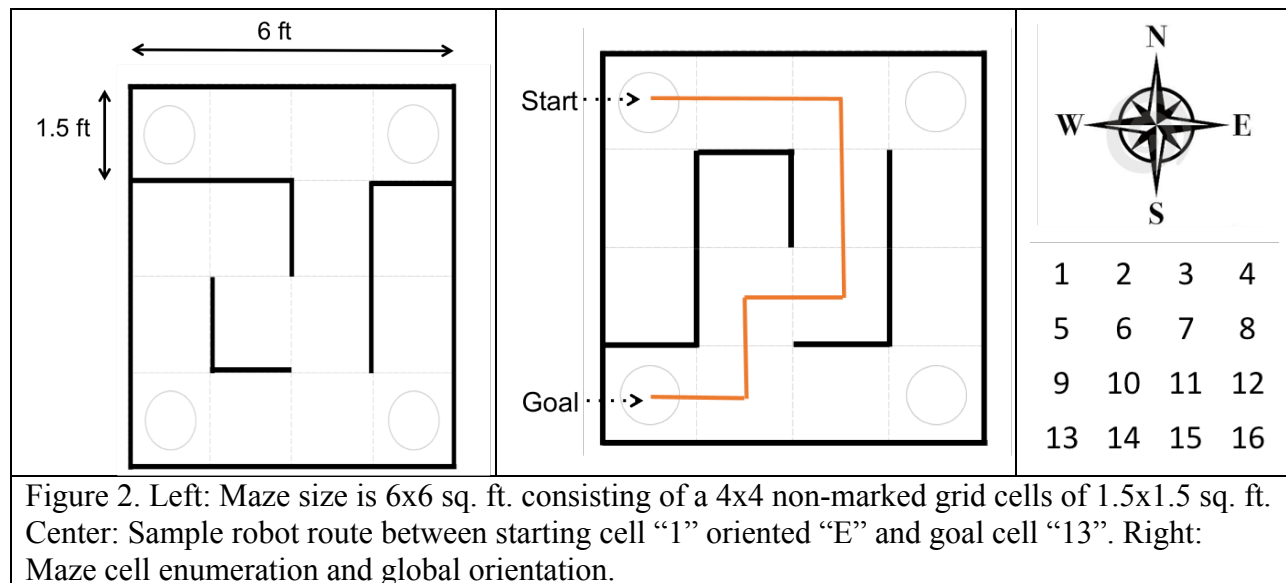 6 ft
1.5 ft
Start
Goal
N
W E
S
1 2 3 4
5 6 7 8
9 10 11 12
13 14 15 16
Figure 2. Left: Maze size is 6x6 sq. ft. consisting of a 4x4 non-marked grid cells of 1.5x1.5 sq. ft.
Center: Sample robot route between starting cell “1” oriented “E” and goal cell “13”. Right:
Maze cell enumeration and global orientation.